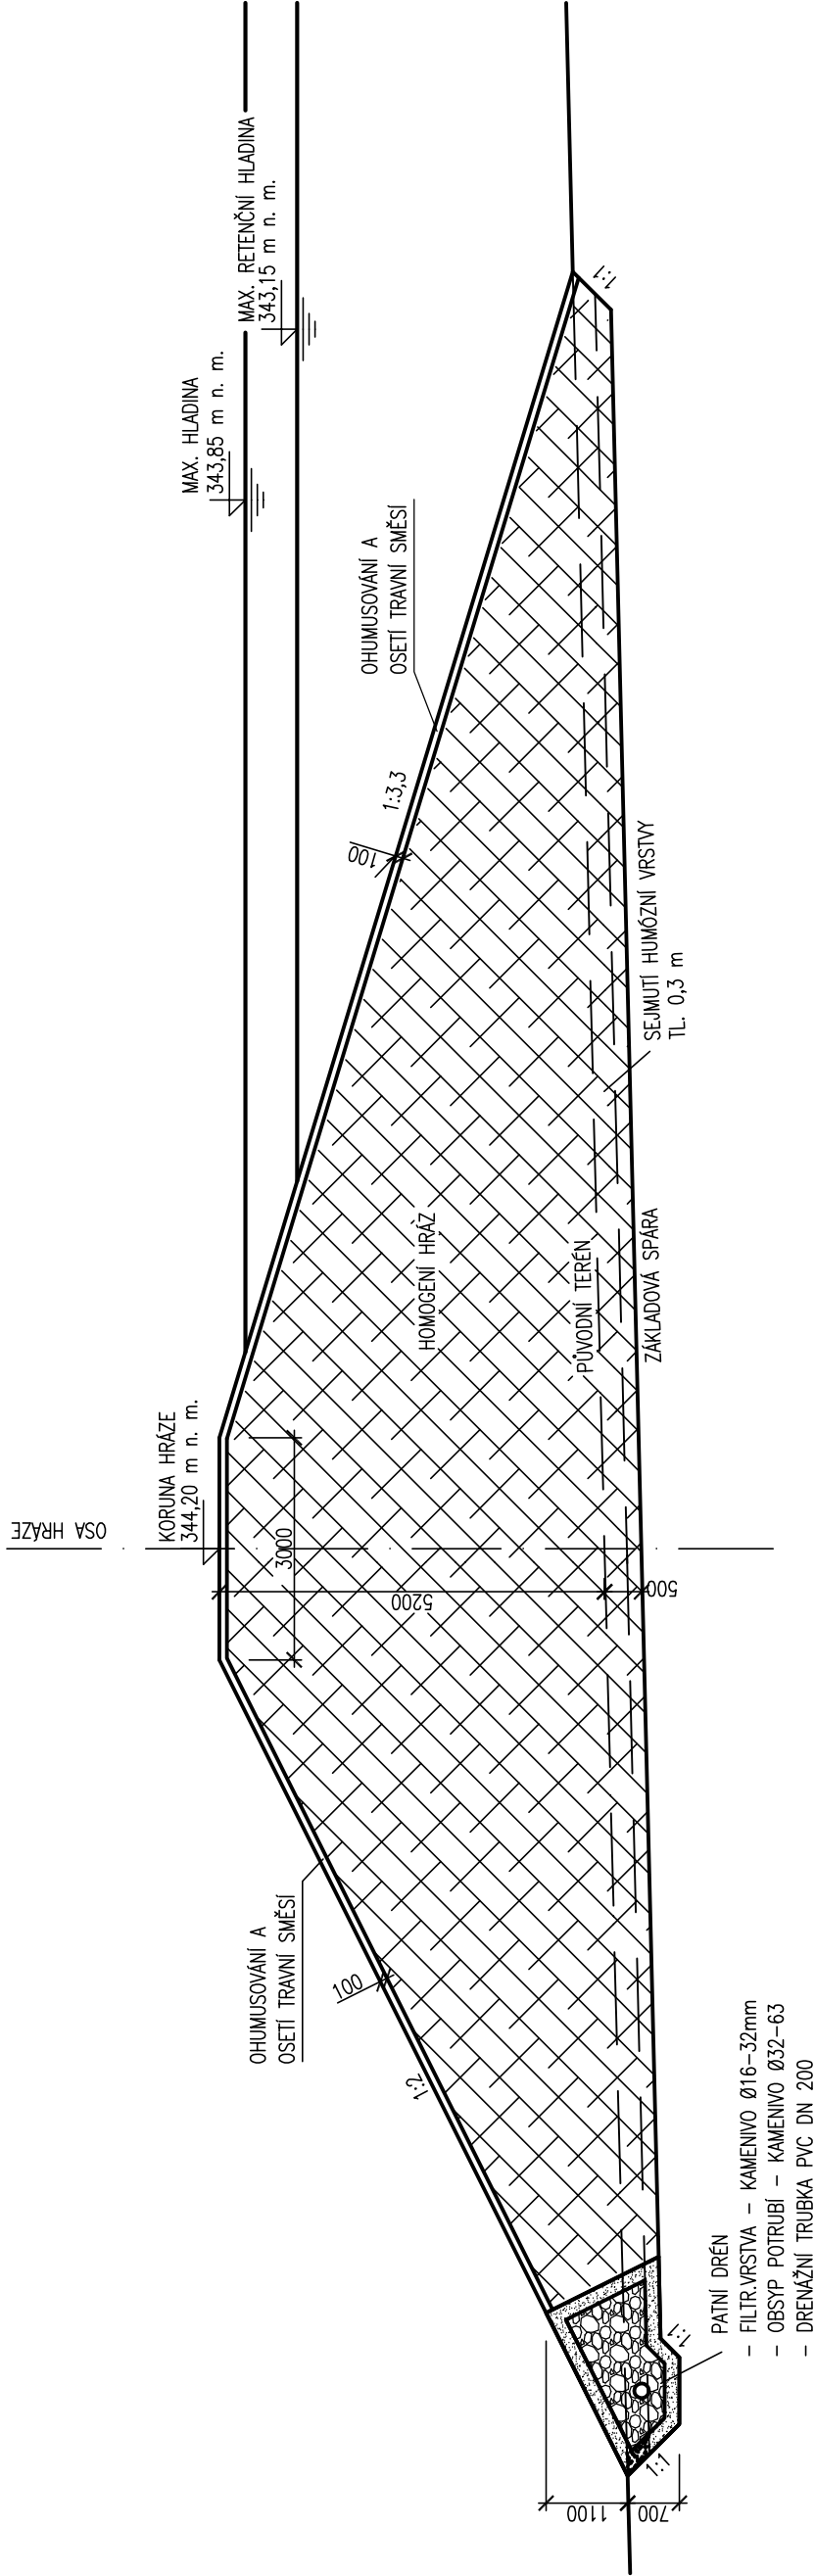 OSA HRÁZE
KORUNA HRÁZE
344,20 m n. m.
MAX. HLADINA
343,85 m n. m.
MAX. RETENČNÍ HLADINA
343,15 m n. m.
OHUMUSOVÁNÍ A
OSETÍ TRAVNÍ SMĚSÍ
100
1:2
3000
5200
500
OHUMUSOVÁNÍ A
OSETÍ TRAVNÍ SMĚSÍ
100
1:3,3
HOMOGENÍ HRÁZ
PŮVODNÍ TERÉN
ZÁKLADOVÁ SPÁRA
SEJMUTÍ HUMÓZNÍ VRSTVY
TL. 0,3 m
1:1
1100
700
1:1
1:1
PATNÍ DRÉN
- FILTR.VRSTVA - KAMENIVO Ø16-32mm
- OBSYP POTRUBÍ - KAMENIVO Ø32-63
- DRENÁŽNÍ TRUBKA PVC DN 200